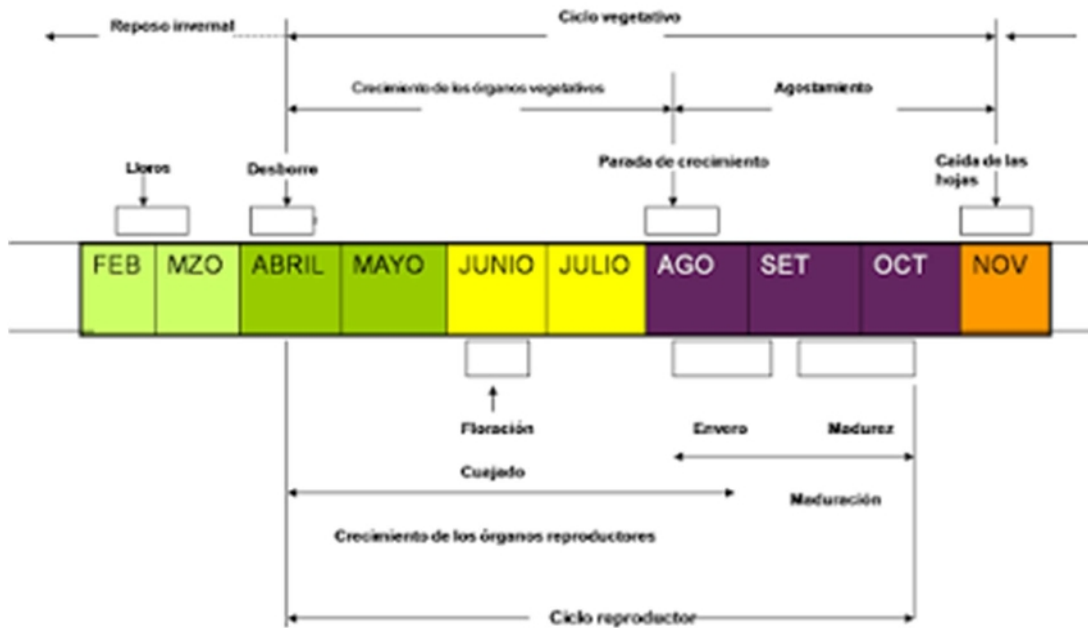 Ciclo vegetativo
Reposo invernal
Crecimiento de los órganos vegetativos
Agostamiento
Lloros
Desborre
Parada de crecimiento
Caída de las
hojas
FEB MZO ABRIL MAYO JUNIO JULIO AGO SET OCT NOV
Floración
Envero
Madurez
Cuajado
Maduración
Crecimiento de los órganos reproductores
Ciclo reproductor